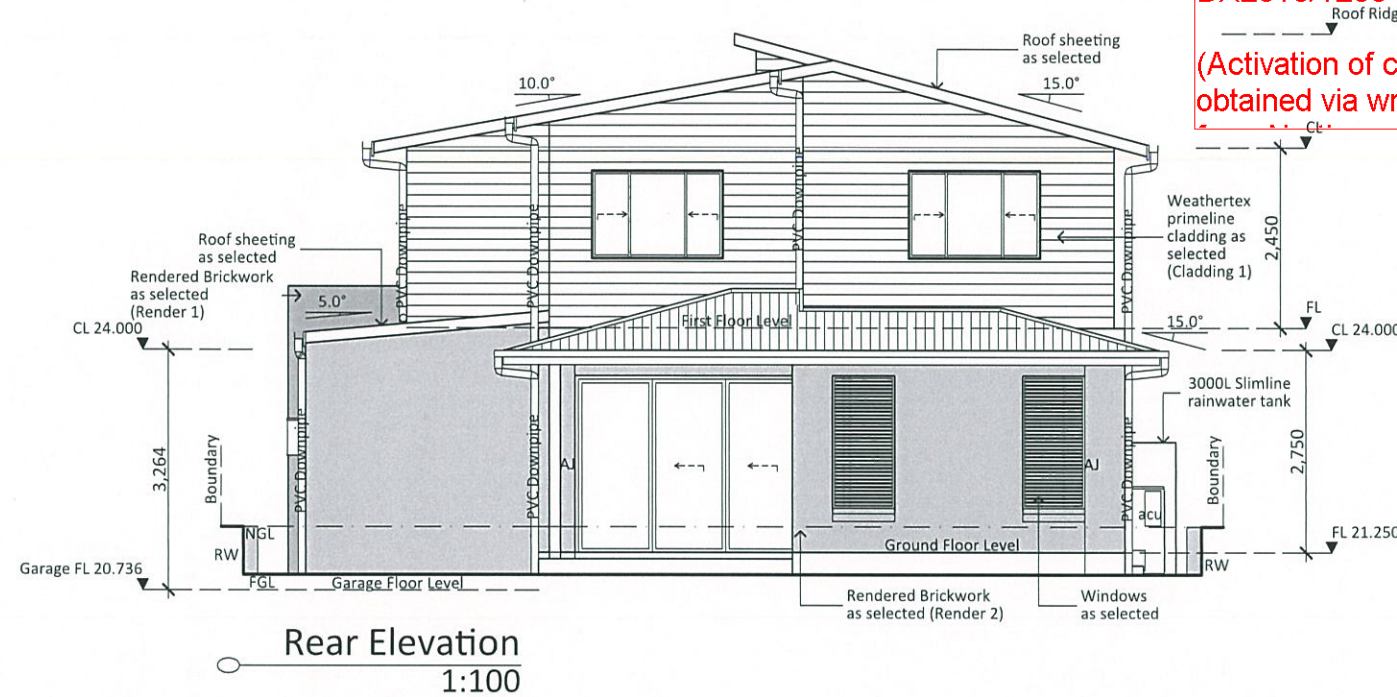 Roof Ridg
(Activation of c
obtained via wr
Roof sheeting
as selected
10.0°
15.0°
CL
Weathertex
primeline
cladding as
selected
(Cladding 1)
2,450
Roof sheeting
as selected
Rendered Brickwork
as selected
(Render 1)
5.0°
PVC Downpipe
PVC Downpipe
PVC Downpipe
PVC Downpipe
First Floor Level
FL
15.0°
CL 24.000
CL 24.000
3000L Slimline
rainwater tank
3,264
2,750
Boundary
Boundary
PVC Downpipe
PVC Downpipe
PVC Downpipe
AJ
AJ
acu
NGL
RW
FGL
Ground Floor Level
FL 21.250
RW
Garage FL 20.736
Garage Floor Level
Rendered Brickwork
as selected (Render 2)
Windows
as selected
Rear Elevation
1:100